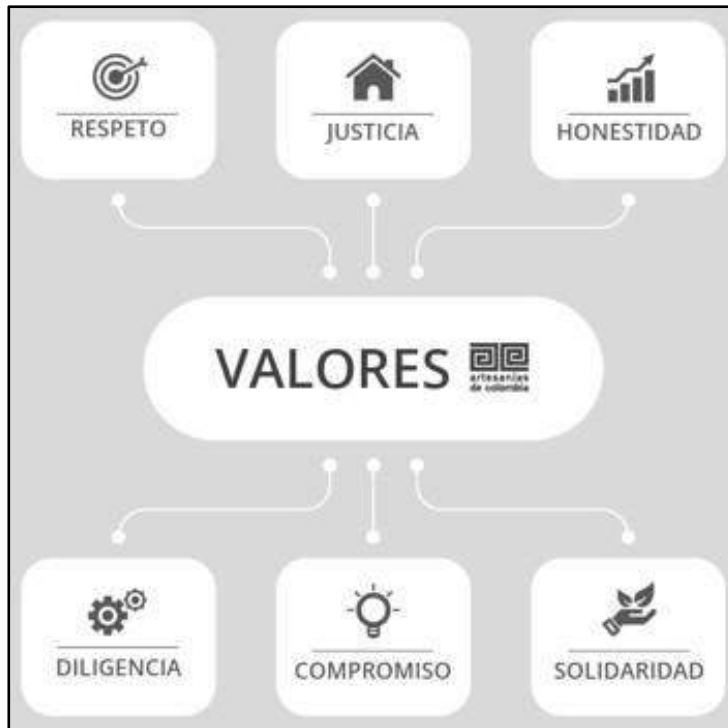 RESPETO
JUSTICIA
HONESTIDAD
VALORES
artesanías
de colombia
DILIGENCIA
COMPROMISO
SOLIDARIDAD